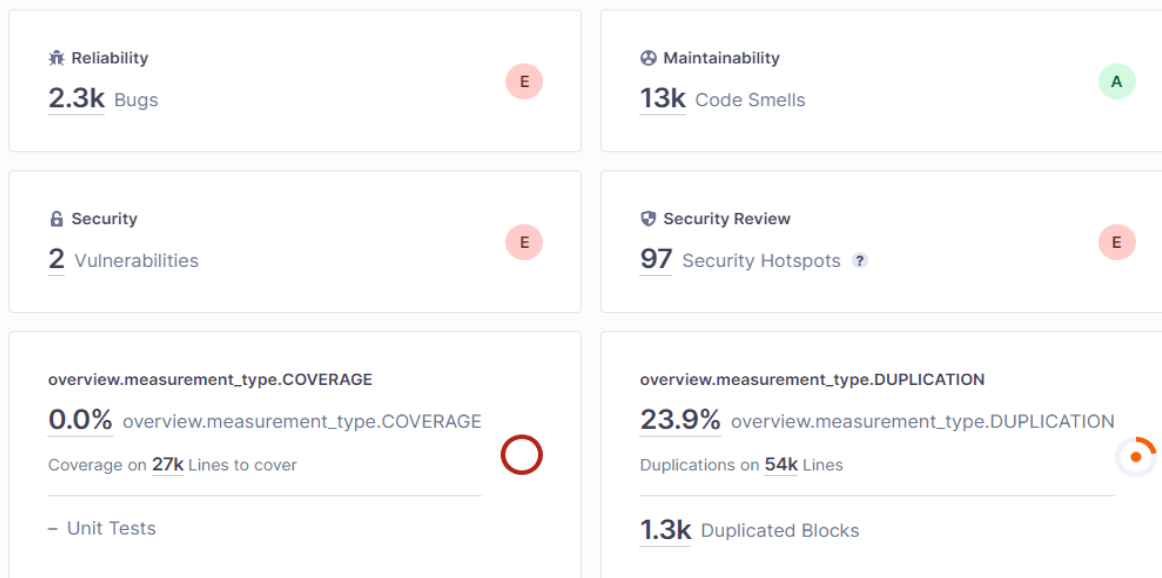 Reliability
2.3k Bugs
E
Maintainability
13k Code Smells
A
Security
2 Vulnerabilities
E
Security Review
97 Security Hotspots ?
E
overview.measurement_type.COVERAGE
0.0% overview.measurement_type.COVERAGE
Coverage on 27k Lines to cover
– Unit Tests
overview.measurement_type.DUPLICATION
23.9% overview.measurement_type.DUPLICATION
Duplications on 54k Lines
1.3k Duplicated Blocks